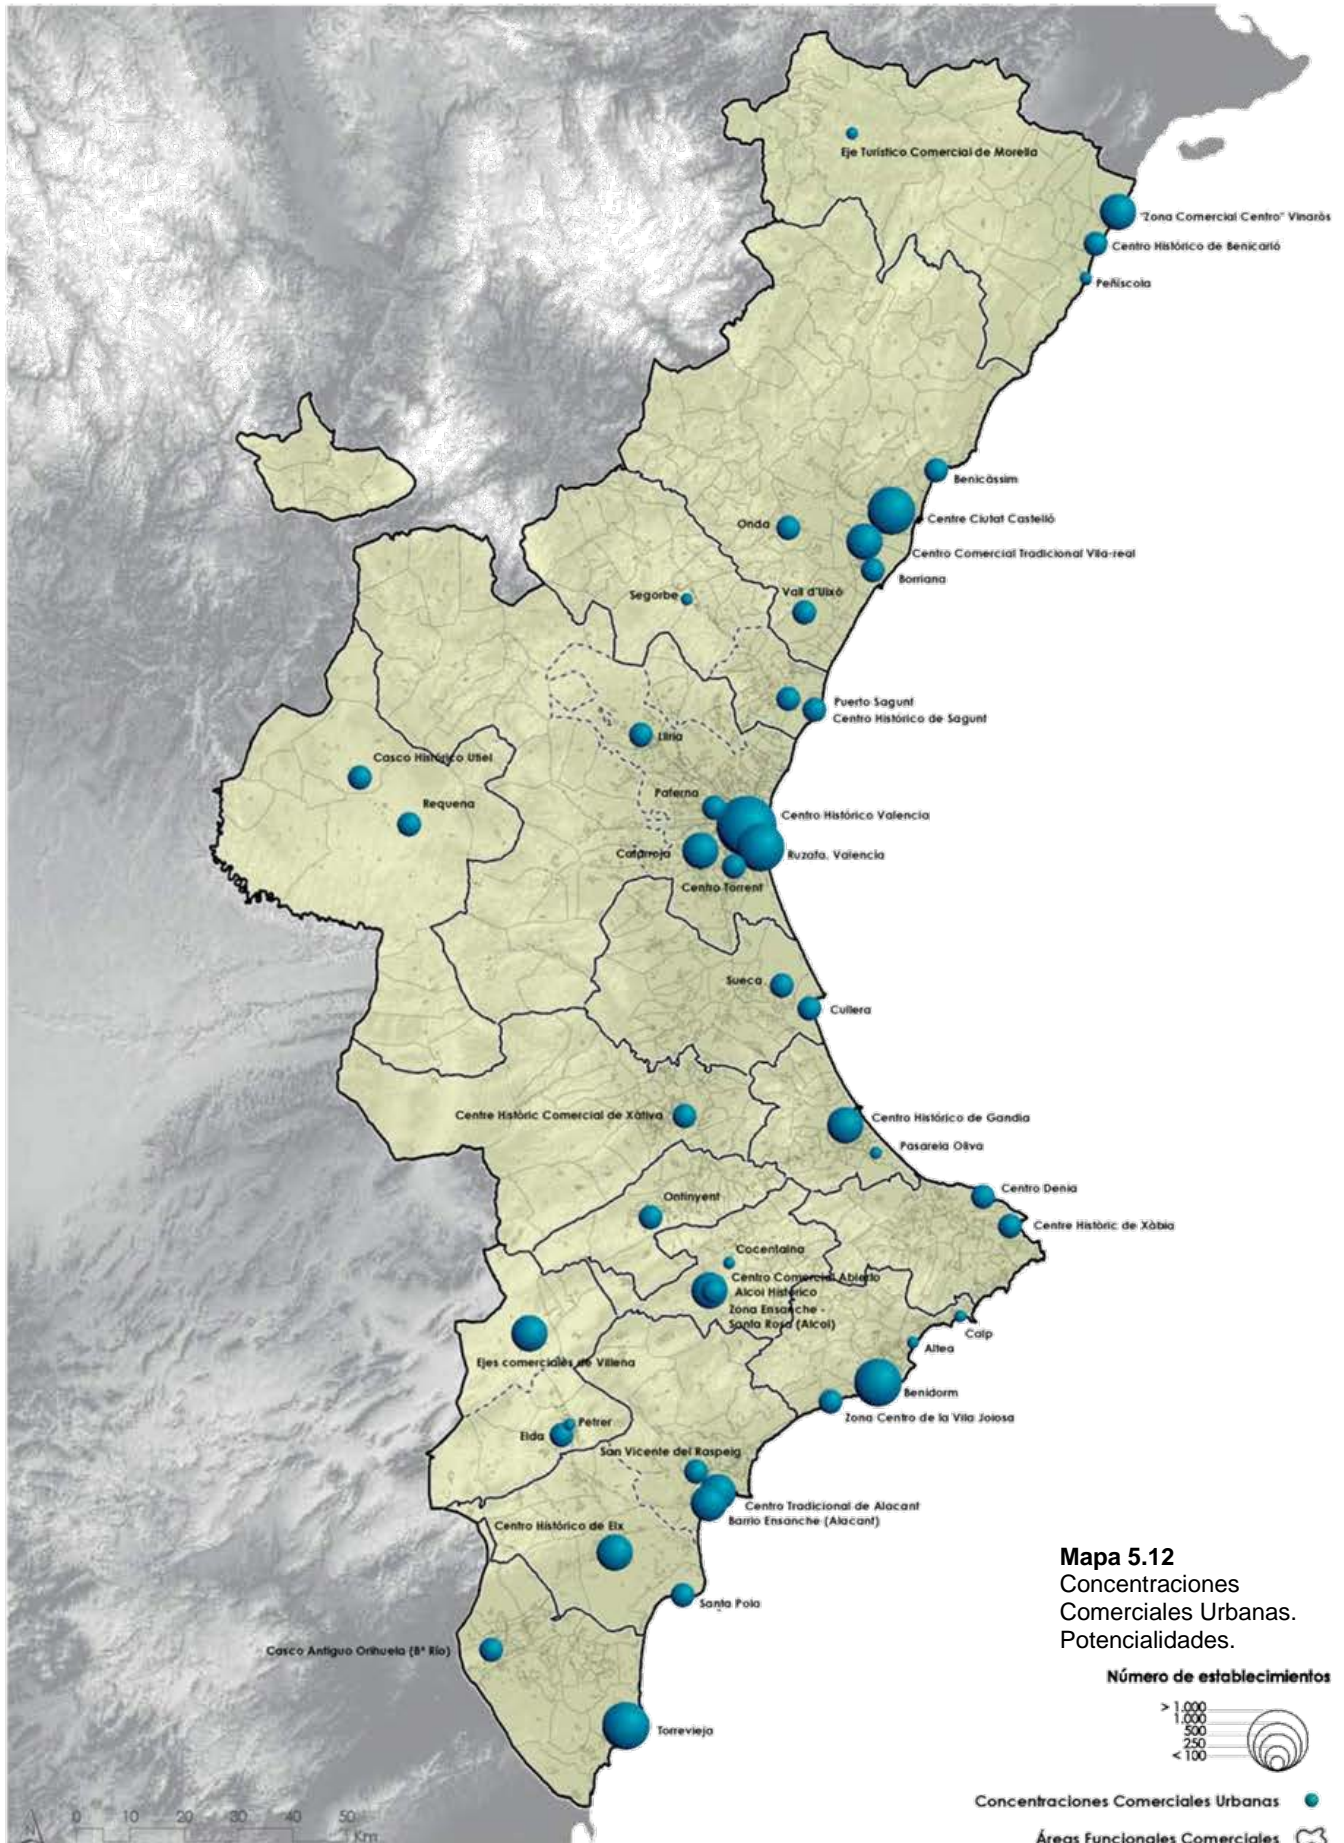 Eje Turístico Comercial de Morella
"Zona Comercial Centro" Vinaròs
Centro Histórico de Benicarló
Peñíscola
Benicàssim
Onda
Centre Ciutat Castelló
Centro Comercial Tradicional Vila-real
Borriana
Segorbe
Vall d'Uixó
Puerto Sagunt
Centro Histórico de Sagunt
Llíria
Casco Histórico Utiel
Requena
Paterna
Centro Histórico Valencia
Catarroja
Ruzafa, Valencia
Centro Torrent
Sueca
Cullera
Centre Històric Comercial de Xàtiva
Centro Histórico de Gandia
Pasarela Oliva
Centro Denia
Ontinyent
Centre Històric de Xàbia
Cocentaina
Centro Comercial Abierto
Alcoi Histórico
Zona Ensanche -
Santa Rosa (Alcoi)
Calp
Altea
Ejes comerciales de Villena
Benidorm
Zona Centro de la Vila Joiosa
Petrer
Elda
San Vicente del Raspeig
Centro Tradicional de Alacant
Barrio Ensanche (Alacant)
Centro Histórico de Elx
Santa Pola
Casco Antiguo Orihuela (Bº Río)
Torrevieja
Mapa 5.12
Concentraciones
Comerciales Urbanas.
Potencialidades.
Número de establecimientos
> 1.000
1.000
500
250
< 100
Concentraciones Comerciales Urbanas
Áreas Funcionales Comerciales
N
0 10 20 30 40 50
Km